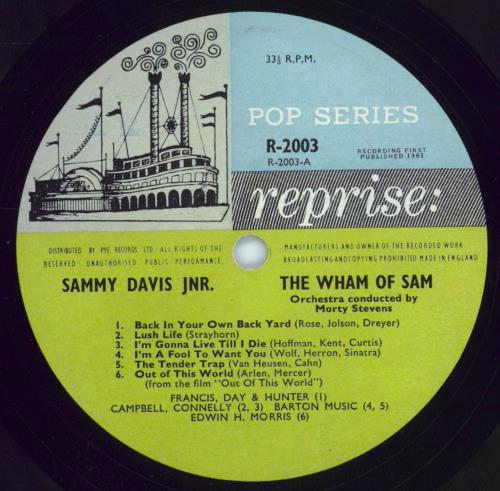 33⅓ R.P.M.
POP SERIES
R-2003
R-2003-A
RECORDING FIRST
PUBLISHED 1961
reprise:
DISTRIBUTED BY PYE RECORDS LTD · ALL RIGHTS OF THE
RESERVED · UNAUTHORISED PUBLIC PERFORMANCE,
MANUFACTURERS AND OWNER OF THE RECORDED WORK
BROADCASTING AND COPYING PROHIBITED MADE IN ENGLAND
SAMMY DAVIS JNR.
THE WHAM OF SAM
Orchestra conducted by
Morty Stevens
1. Back In Your Own Back Yard (Rose, Jolson, Dreyer)
2. Lush Life (Strayhorn)
3. I'm Gonna Live Till I Die (Hoffman, Kent, Curtis)
4. I'm A Fool To Want You (Wolf, Herron, Sinatra)
5. The Tender Trap (Van Heusen, Cahn)
6. Out of This World (Arlen, Mercer)
(from the film "Out Of This World")
FRANCIS, DAY & HUNTER (1)
CAMPBELL, CONNELLY (2, 3) BARTON MUSIC (4, 5)
EDWIN H. MORRIS (6)